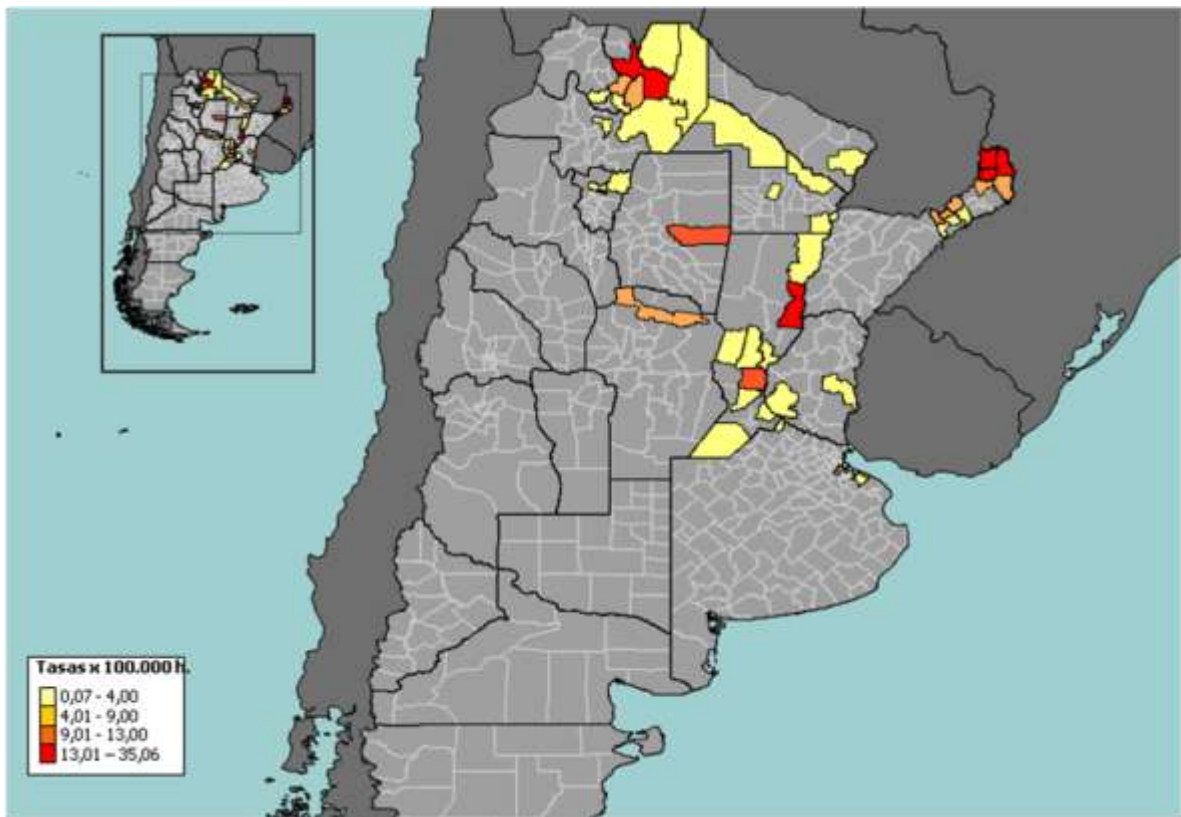 Tasas x 100.000 h.
0,07 - 4,00
4,01 - 9,00
9,01 - 13,00
13,01 – 35,06